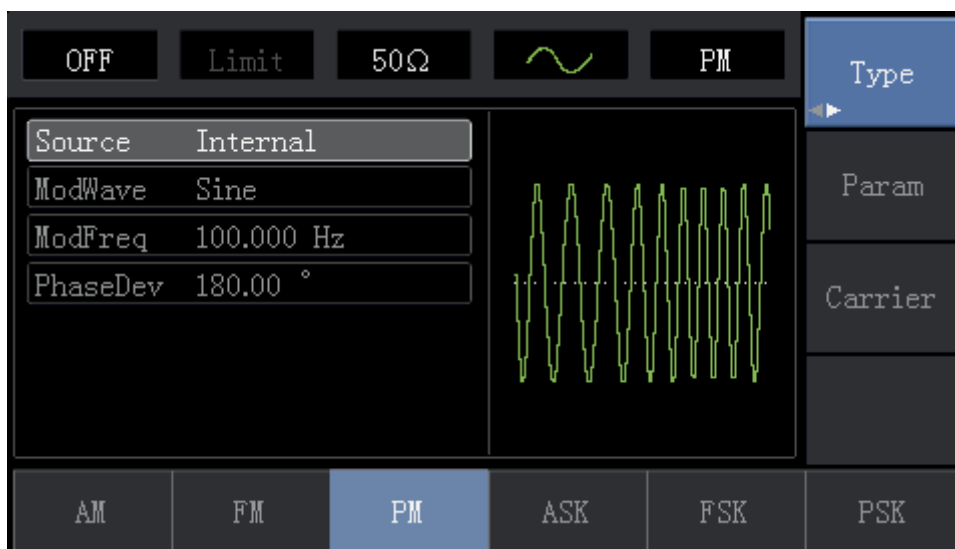 OFF Limit 50Ω PM Type
Source Internal
ModWave Sine
ModFreq 100.000 Hz
PhaseDev 180.00 °
Param
Carrier
AM FM PM ASK FSK PSK